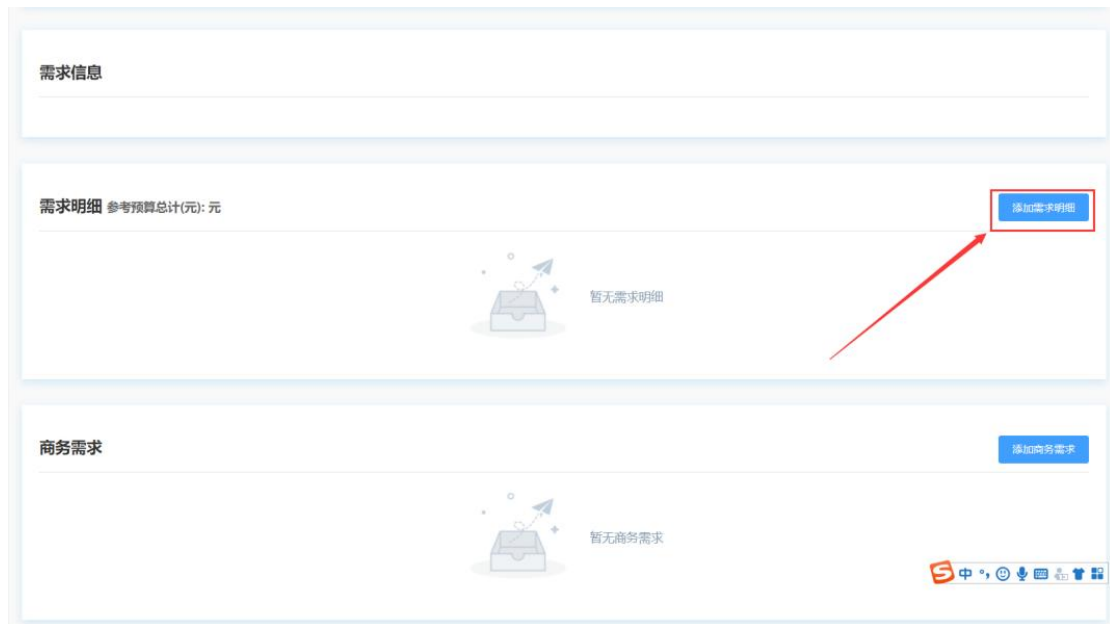 需求信息
需求明细 参考预算总计(元): 元
添加需求明细
暂无需求明细
商务需求
添加商务需求
暂无商务需求
中